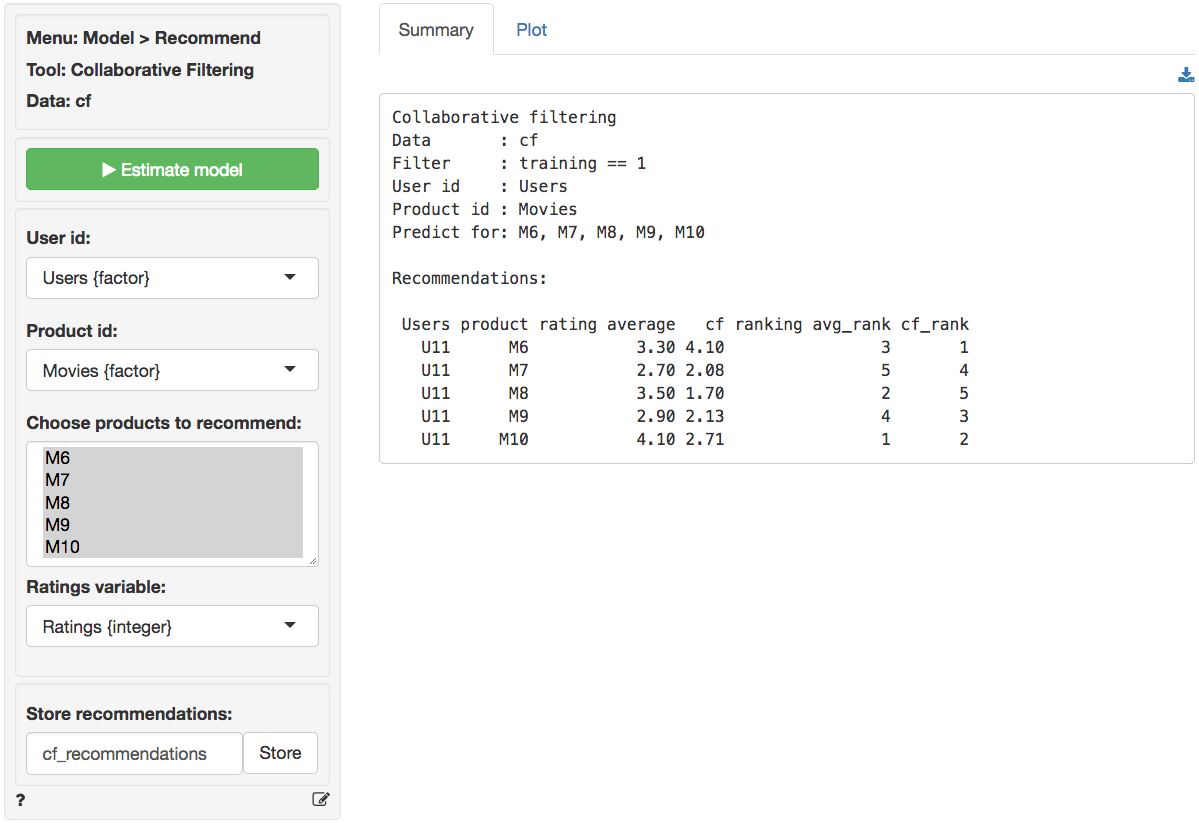 Menu: Model > Recommend
Tool: Collaborative Filtering
Data: cf
Estimate model
User id:
Users {factor}
Product id:
Movies {factor}
Choose products to recommend:
M6
M7
M8
M9
M10
Ratings variable:
Ratings {integer}
Store recommendations:
cf_recommendations Store
?
Summary Plot
Collaborative filtering
Data       : cf
Filter     : training == 1
User id    : Users
Product id : Movies
Predict for: M6, M7, M8, M9, M10
Recommendations:
Users product rating average   cf ranking avg_rank cf_rank
  U11      M6           3.30 4.10                3       1
  U11      M7           2.70 2.08                5       4
  U11      M8           3.50 1.70                2       5
  U11      M9           2.90 2.13                4       3
  U11     M10           4.10 2.71                1       2